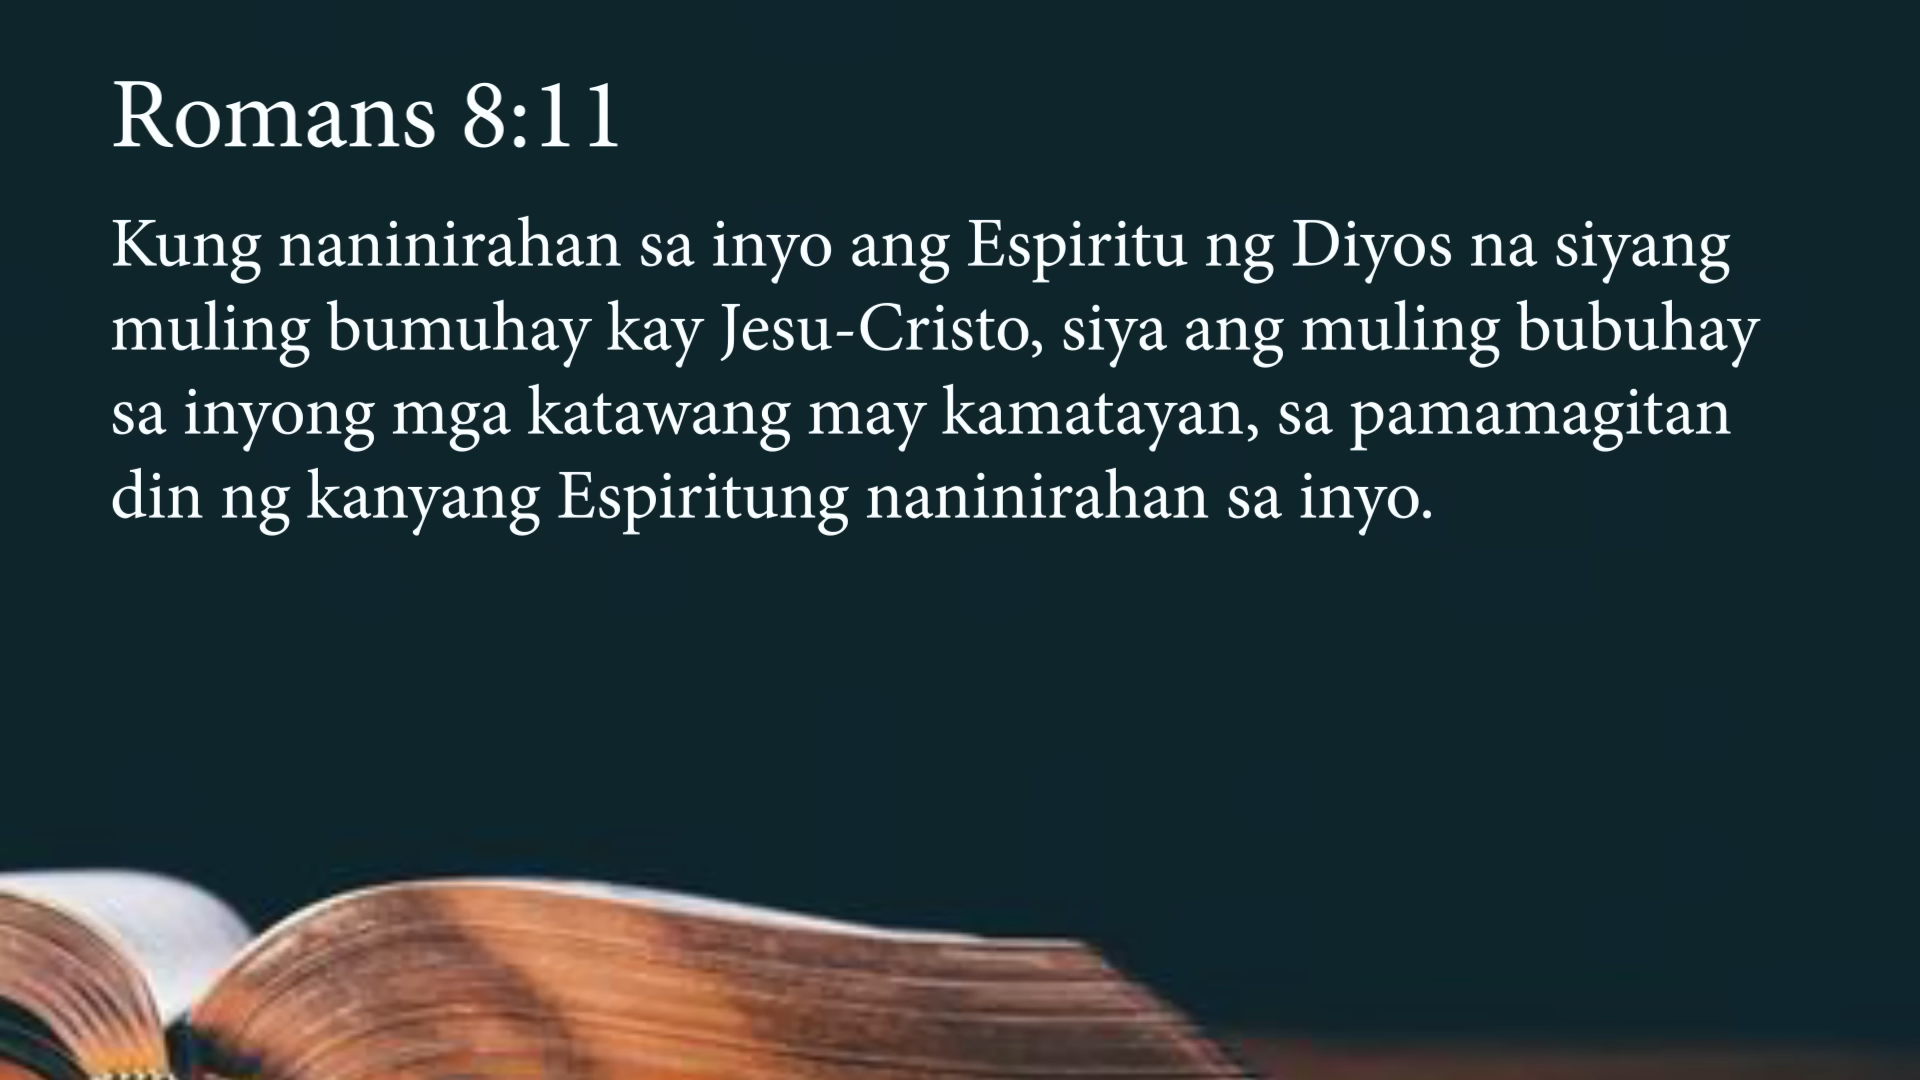 Romans 8:11
Kung naninirahan sa inyo ang Espiritu ng Diyos na siyang
muling bumuhay kay Jesu-Cristo, siya ang muling bubuhay
sa inyong mga katawang may kamatayan, sa pamamagitan
din ng kanyang Espiritung naninirahan sa inyo.